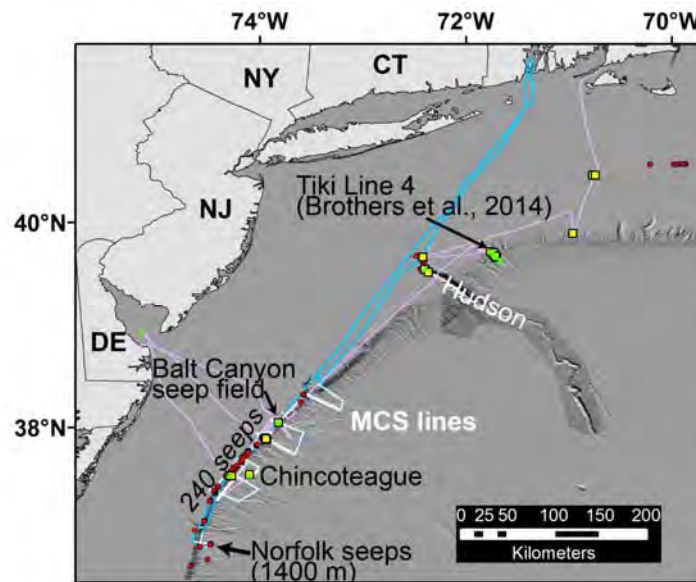 74°W
72°W
70°W
NY
CT
Tiki Line 4
(Brothers et al., 2014)
40°N
NJ
Hudson
DE
Balt Canyon
seep field
MCS lines
38°N
240 seeps
Chincoteague
Norfolk seeps
(1400 m)
0 25 50 100 150 200
Kilometers